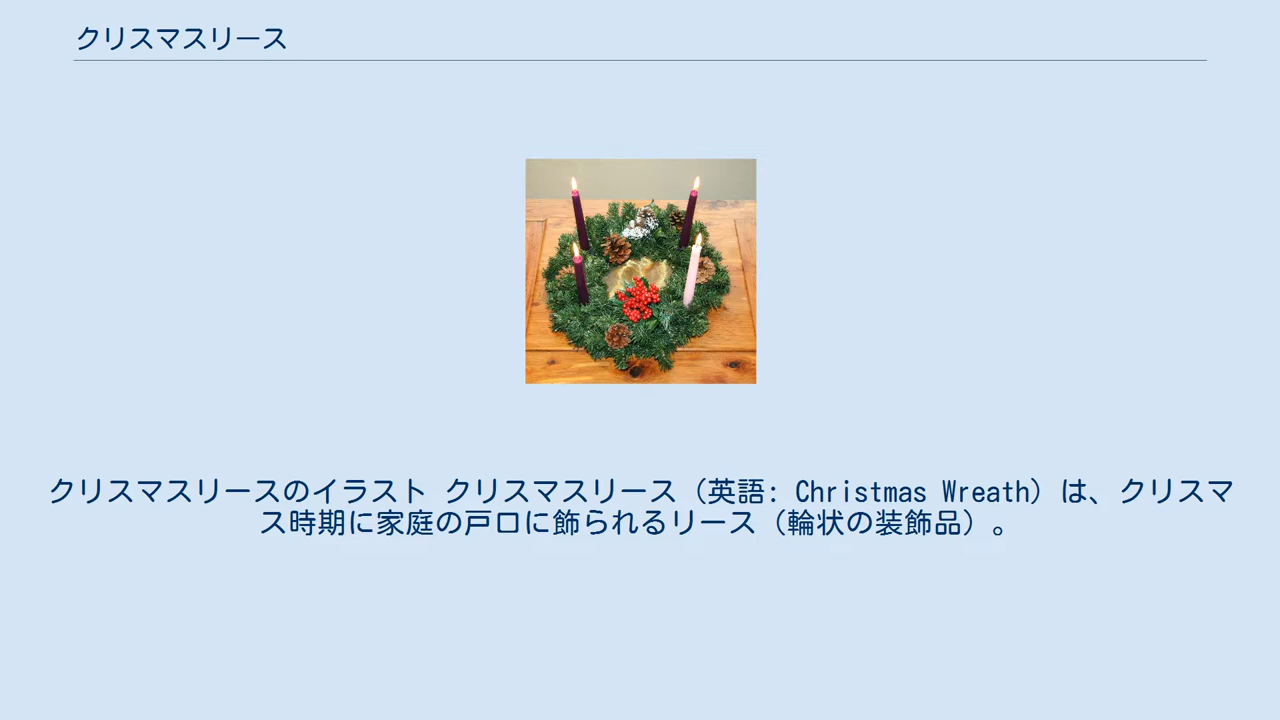 クリスマスリース
クリスマスリースのイラスト クリスマスリース（英語: Christmas Wreath）は、クリスマ
ス時期に家庭の戸口に飾られるリース（輪状の装飾品）。